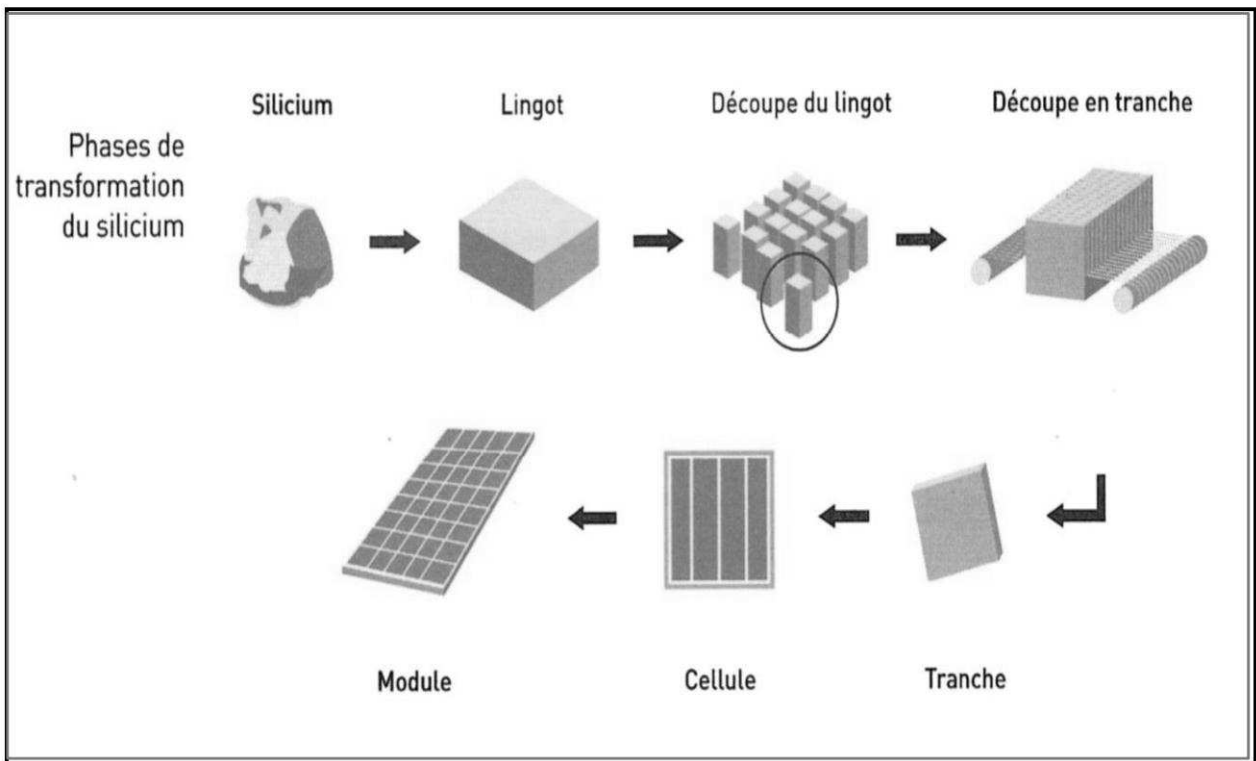 Phases de
transformation
du silicium
Silicium
Lingot
Découpe du lingot
Découpe en tranche
Module
Cellule
Tranche